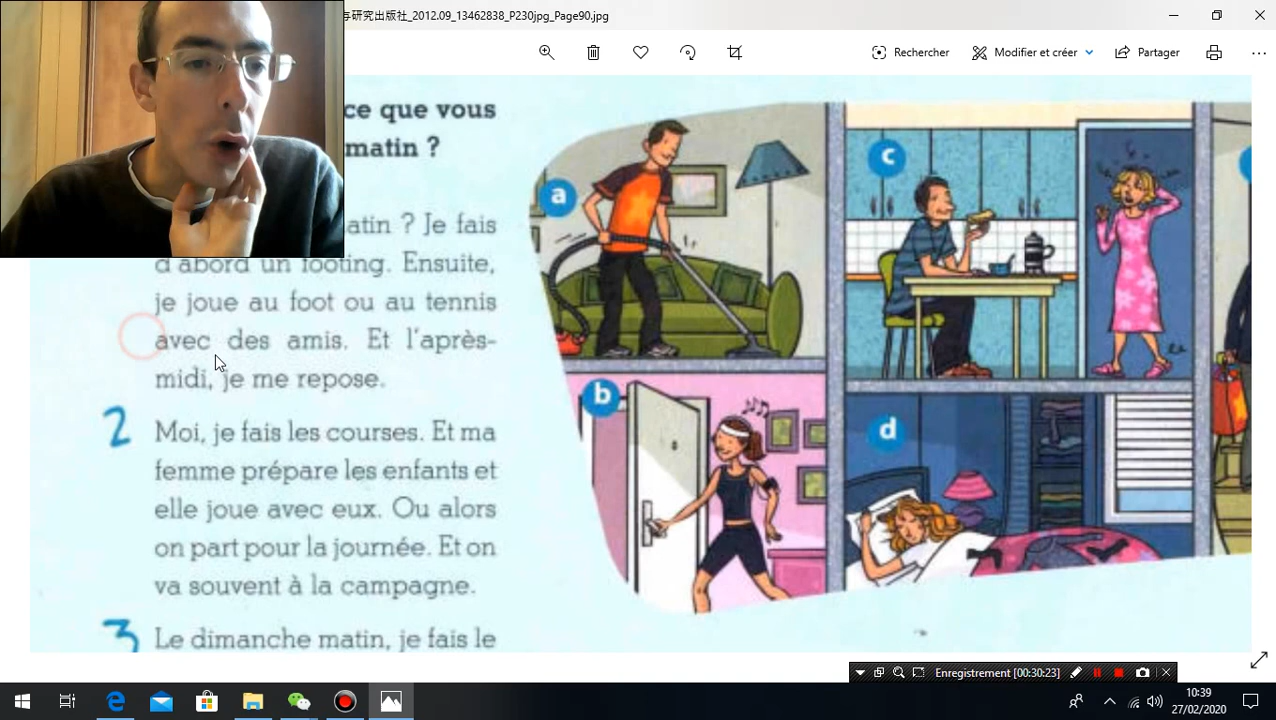 与研究出版社_2012.09_13462838_P230jpg_Page90.jpg
Rechercher
Modifier et créer
Partager
ce que vous
matin ?
atin ? Je fais
d'abord un footing. Ensuite,
je joue au foot ou au tennis
avec des amis. Et l'après-
midi, je me repose.
2 Moi, je fais les courses. Et ma
femme prépare les enfants et
elle joue avec eux. Ou alors
on part pour la journée. Et on
va souvent à la campagne.
3 Le dimanche matin, je fais le
a
c
b
d
Enregistrement [00:30:23]
10:39
27/02/2020